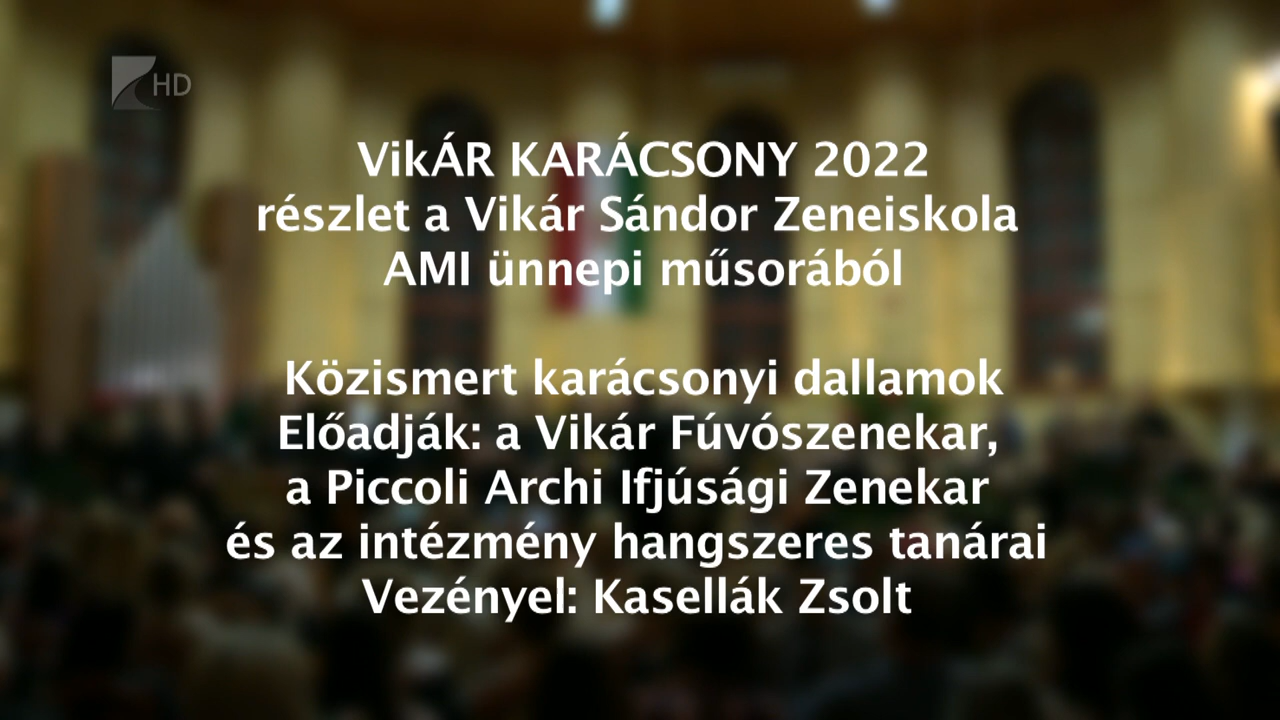 HD
VikÁR KARÁCSONY 2022
részlet a Vikár Sándor Zeneiskola
AMI ünnepi műsorából
Közismert karácsonyi dallamok
Előadják: a Vikár Fúvószenekar,
a Piccoli Archi Ifjúsági Zenekar
és az intézmény hangszeres tanárai
Vezényel: Kasellák Zsolt